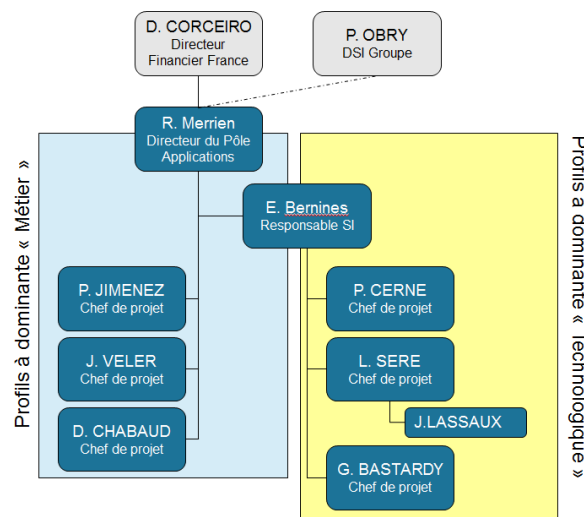 D. CORCEIRO
Directeur
Financier France
P. OBRY
DSI Groupe
R. Merrien
Directeur du Pôle
Applications
E. Bernines
Responsable SI
Profils à dominante « Métier »
P. JIMENEZ
Chef de projet
J. VELER
Chef de projet
D. CHABAUD
Chef de projet
P. CERNE
Chef de projet
L. SERE
Chef de projet
J.LASSAUX
G. BASTARDY
Chef de projet
Profils à dominante « Technologique »